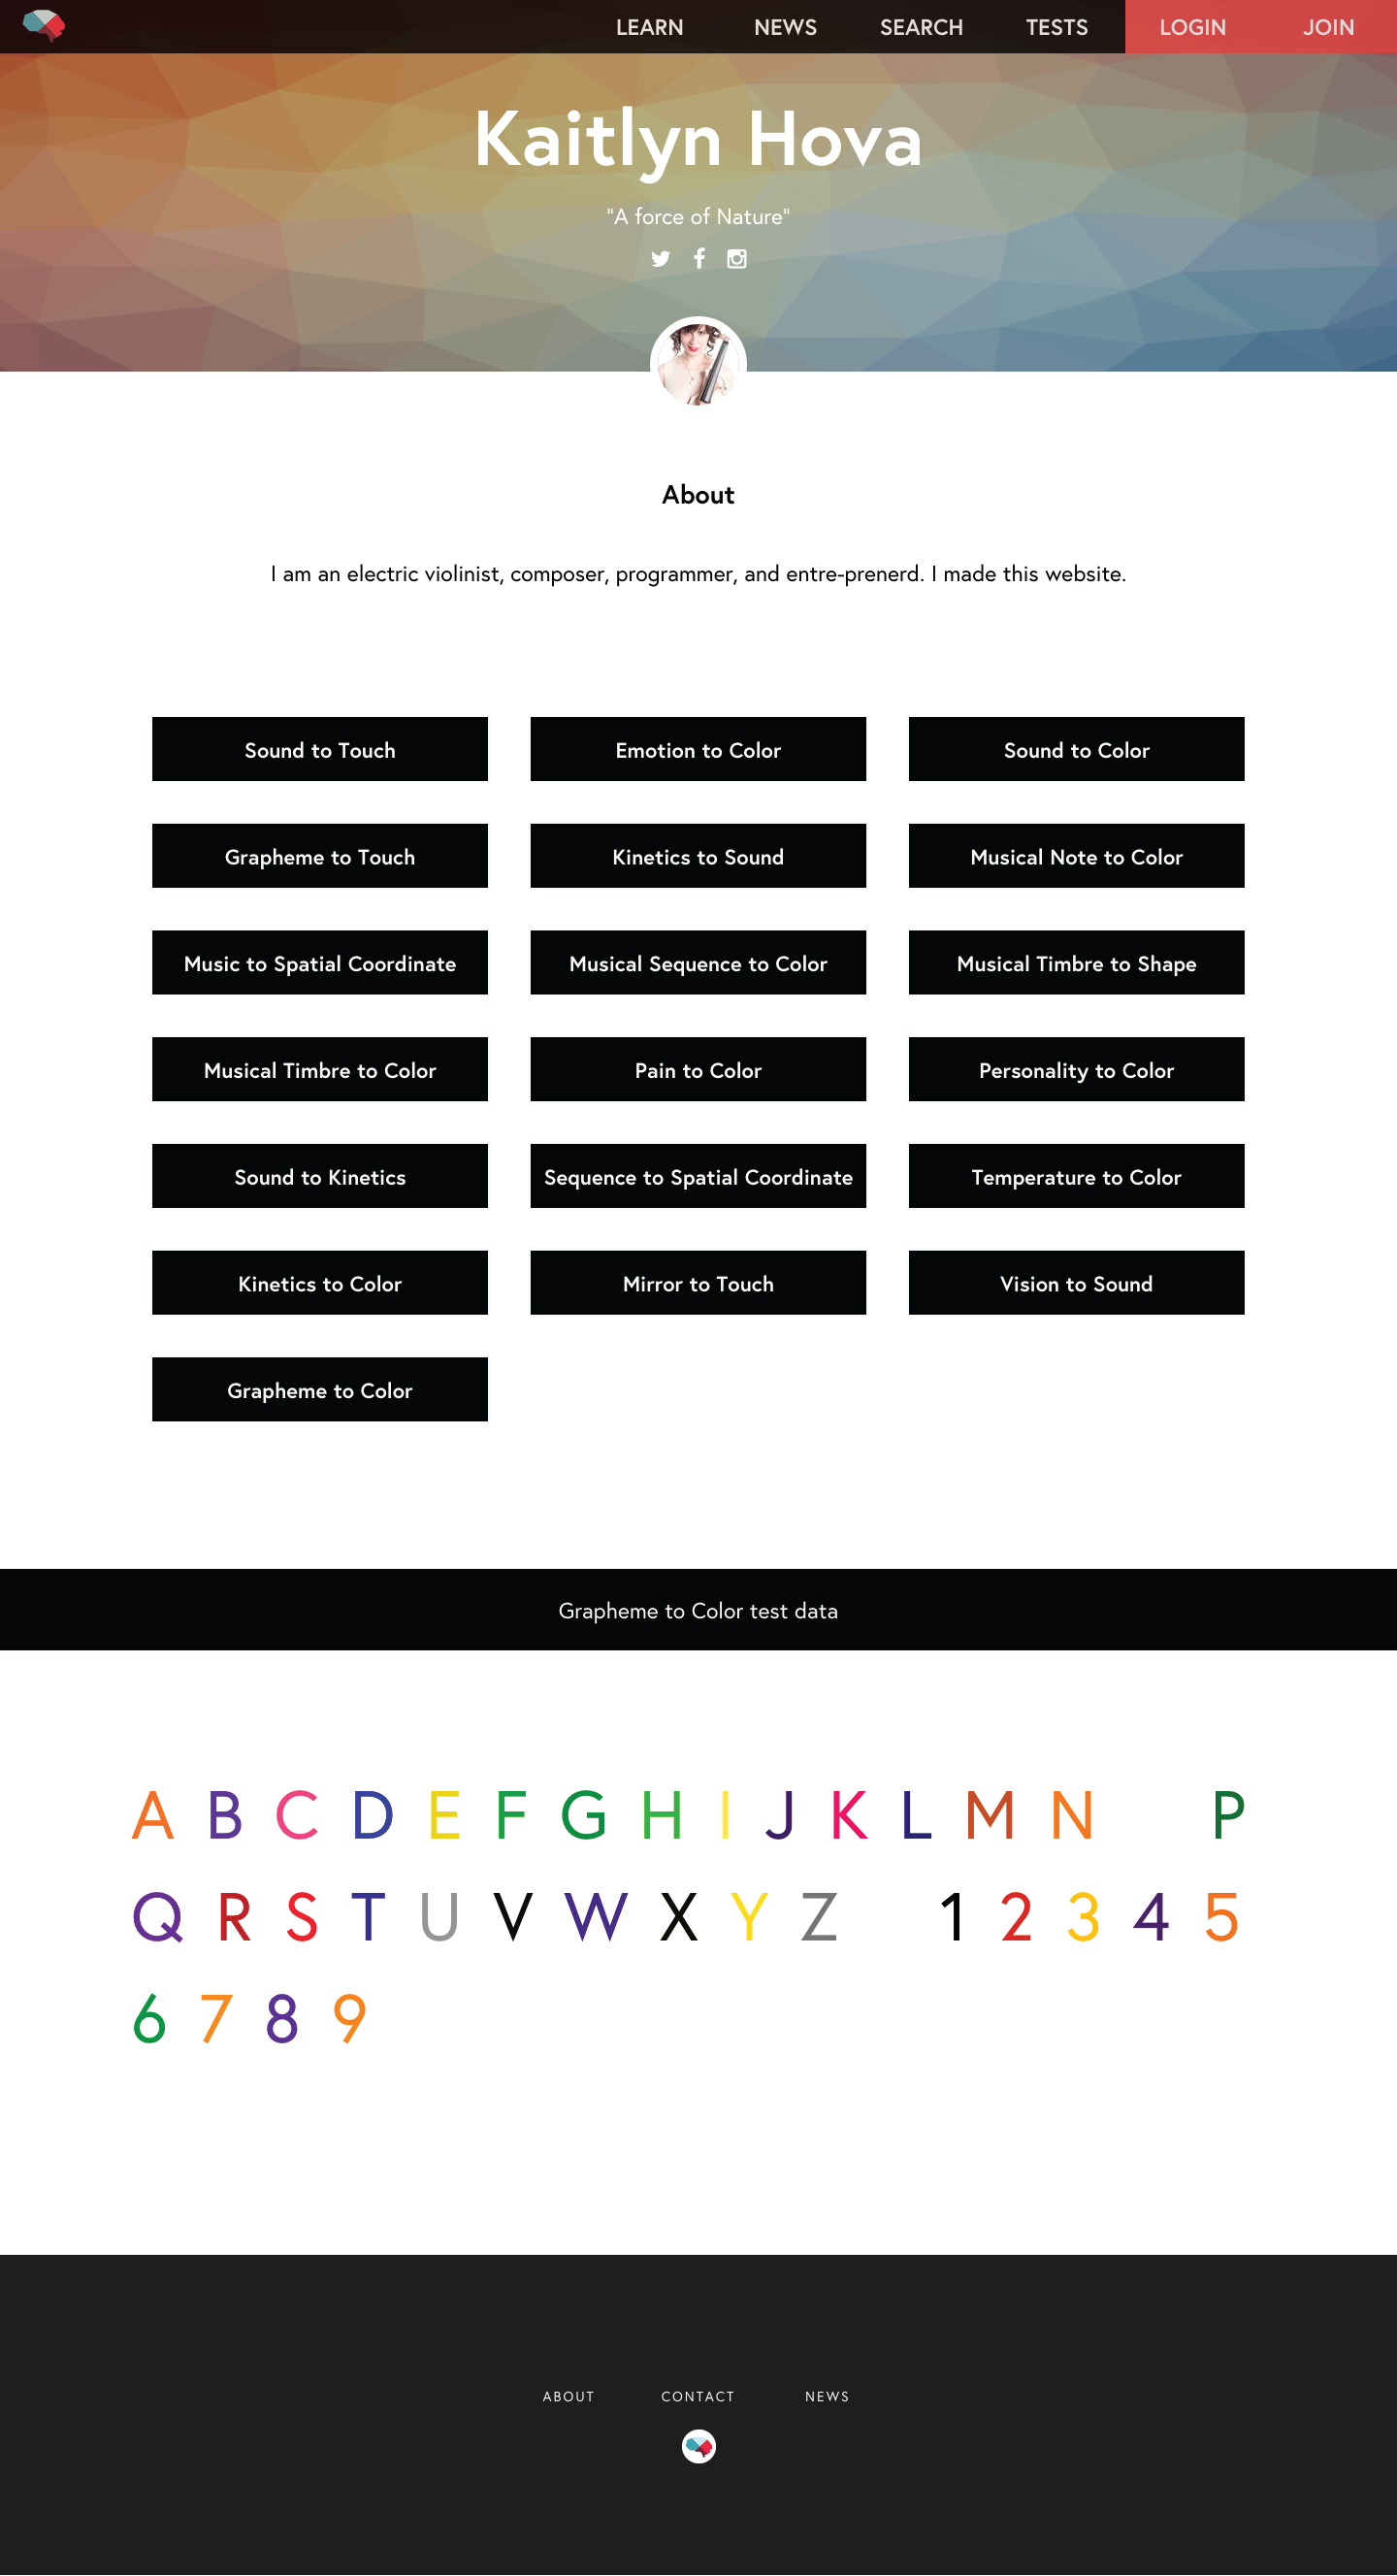 LEARN NEWS SEARCH TESTS LOGIN JOIN
Kaitlyn Hova
"A force of Nature"
About
I am an electric violinist, composer, programmer, and entre-prenerd. I made this website.
Sound to Touch Emotion to Color Sound to Color
Grapheme to Touch Kinetics to Sound Musical Note to Color
Music to Spatial Coordinate Musical Sequence to Color Musical Timbre to Shape
Musical Timbre to Color Pain to Color Personality to Color
Sound to Kinetics Sequence to Spatial Coordinate Temperature to Color
Kinetics to Color Mirror to Touch Vision to Sound
Grapheme to Color
Grapheme to Color test data
A B C D E F G H I J K L M N P
Q R S T U V W X Y Z 1 2 3 4 5
6 7 8 9
ABOUT CONTACT NEWS